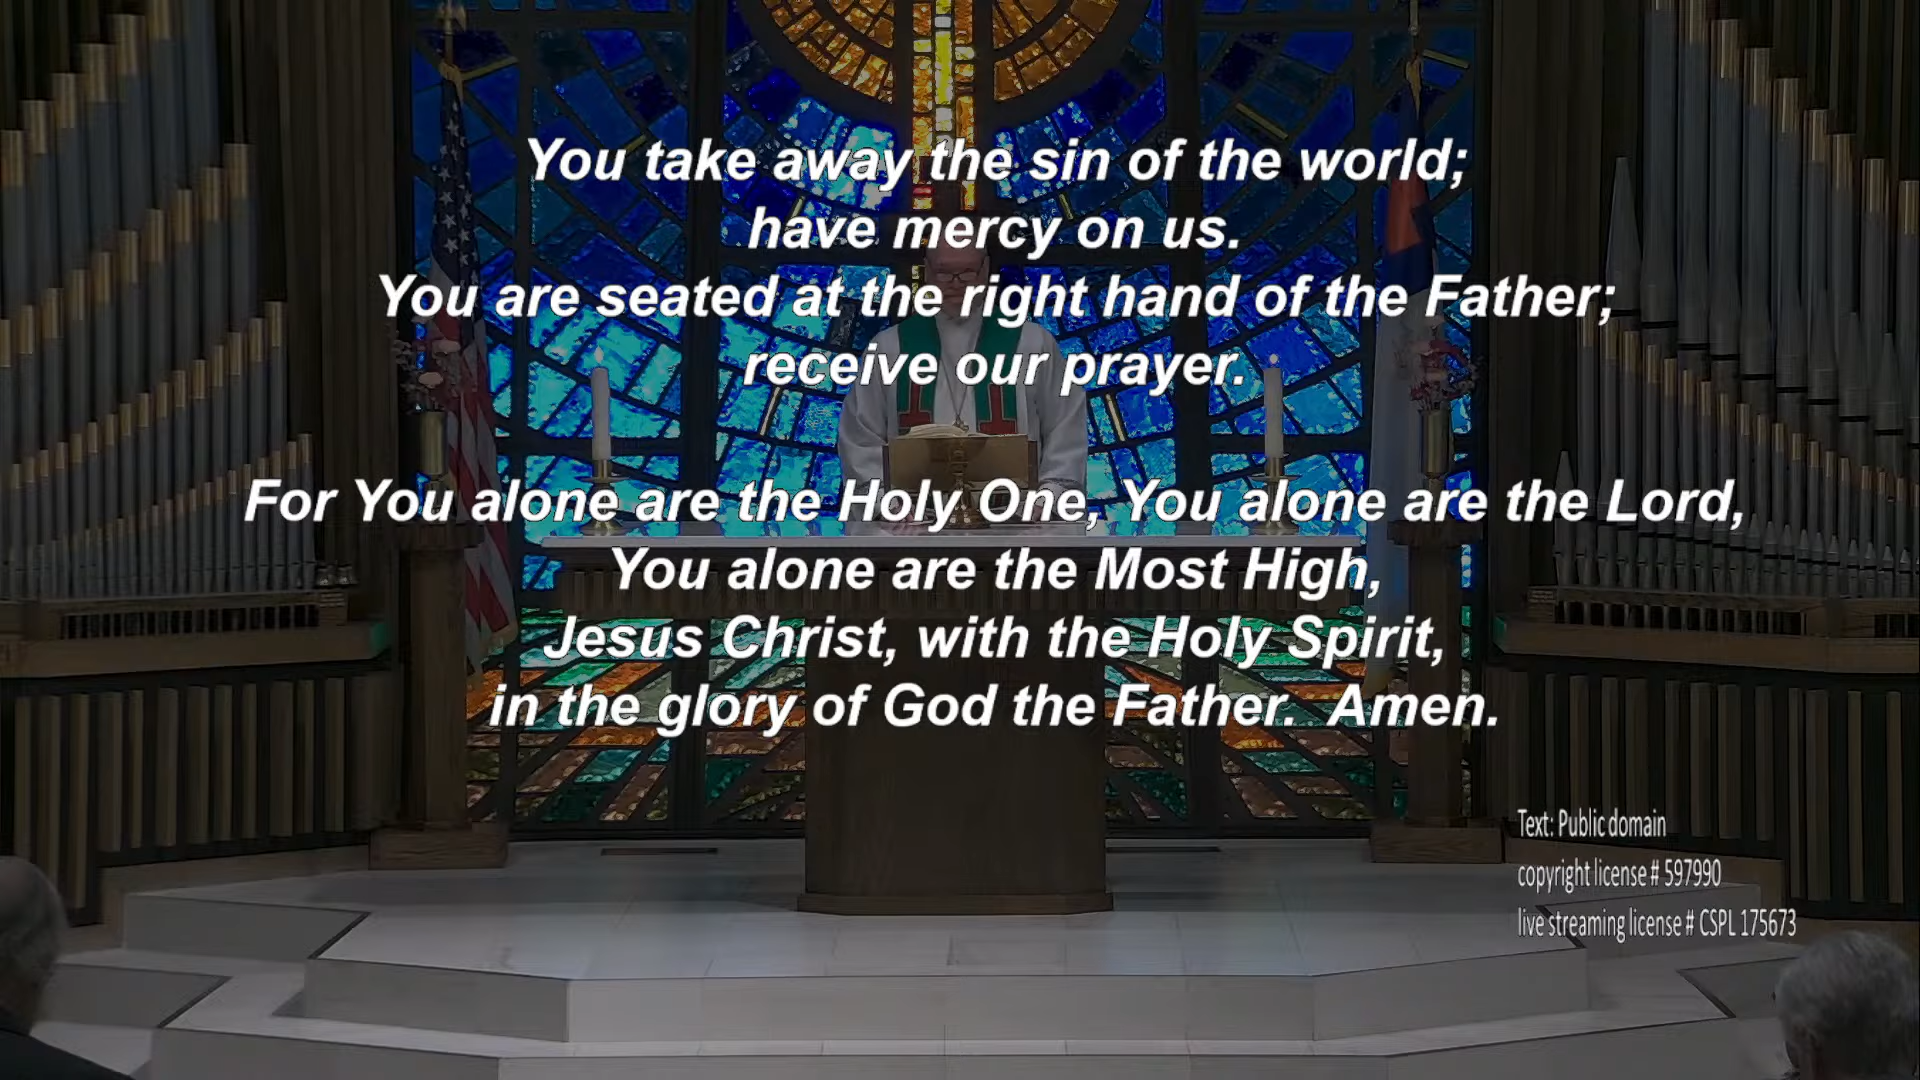 You take away the sin of the world;
have mercy on us.
You are seated at the right hand of the Father;
receive our prayer.
For You alone are the Holy One, You alone are the Lord,
You alone are the Most High,
Jesus Christ, with the Holy Spirit,
in the glory of God the Father.  Amen.
Text: Public domain
copyright license # 597990
live streaming license # CSPL 175673